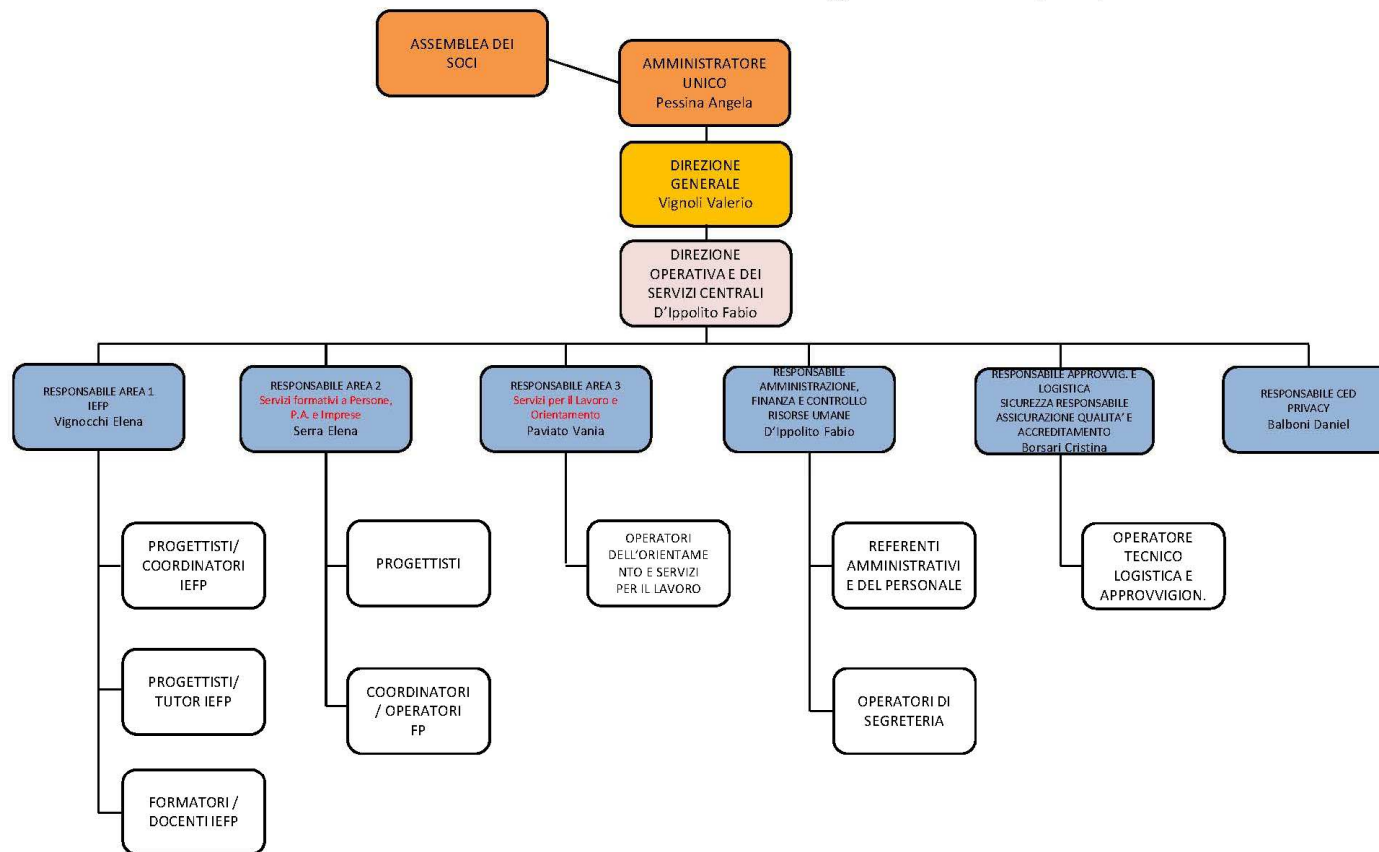 ASSEMBLEA DEI
SOCI
AMMINISTRATORE
UNICO
Pessina Angela
DIREZIONE
GENERALE
Vignoli Valerio
DIREZIONE
OPERATIVA E DEI
SERVIZI CENTRALI
D'Ippolito Fabio
RESPONSABILE AREA 1
IEFP
Vignocchi Elena
RESPONSABILE AREA 2
Servizi formativi a Persone,
P.A. e Imprese
Serra Elena
RESPONSABILE AREA 3
Servizi per il Lavoro e
Orientamento
Paviato Vania
RESPONSABILE
AMMINISTRAZIONE,
FINANZA E CONTROLLO
RISORSE UMANE
D'Ippolito Fabio
RESPONSABILE APPROVVIG. E
LOGISTICA
SICUREZZA RESPONSABILE
ASSICURAZIONE QUALITA' E
ACCREDITAMENTO
Borsari Cristina
RESPONSABILE CED
PRIVACY
Balboni Daniel
PROGETTISTI/
COORDINATORI
IEFP
PROGETTISTI
OPERATORI
DELL'ORIENTAME
NTO E SERVIZI
PER IL LAVORO
REFERENTI
AMMINISTRATIVI
E DEL PERSONALE
OPERATORE
TECNICO
LOGISTICA E
APPROVVIGION.
PROGETTISTI/
TUTOR IEFP
COORDINATORI
/ OPERATORI
FP
OPERATORI DI
SEGRETERIA
FORMATORI /
DOCENTI IEFP